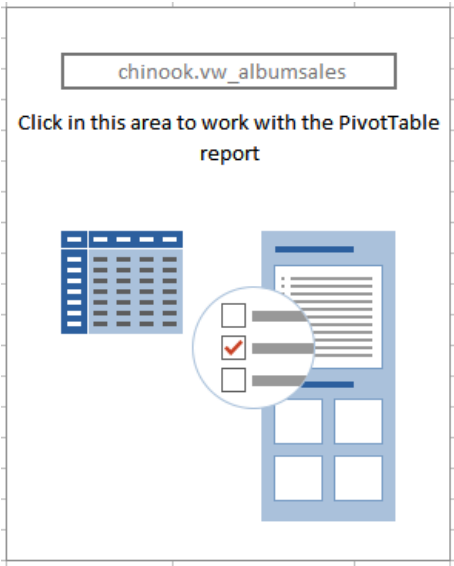 chinook.vw_albumsales
Click in this area to work with the PivotTable
report